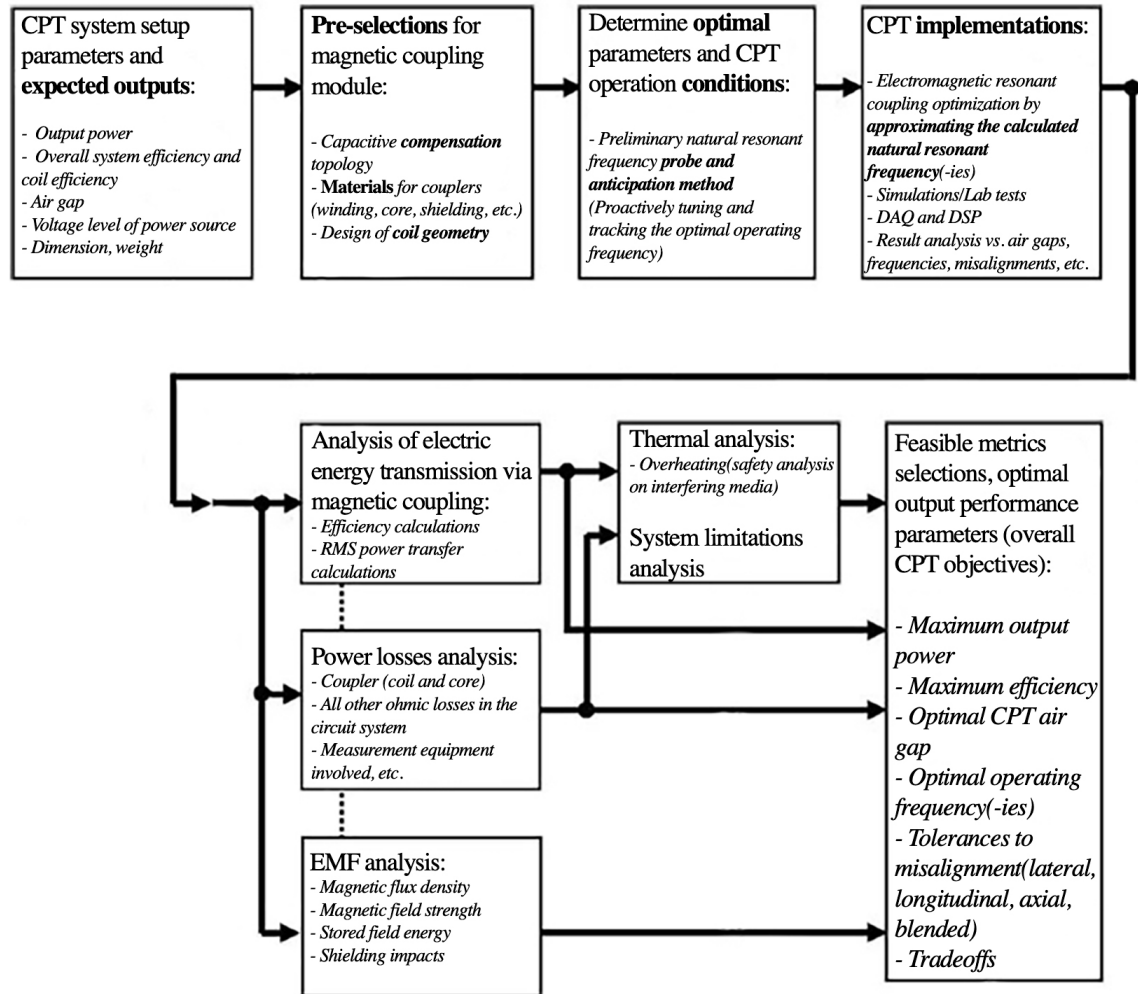 CPT system setup
parameters and
expected outputs:
- Output power
- Overall system efficiency and
coil efficiency
- Air gap
- Voltage level of power source
- Dimension, weight
Pre-selections for
magnetic coupling
module:
- Capacitive compensation
topology
- Materials for couplers
(winding, core, shielding, etc.)
- Design of coil geometry
Determine optimal
parameters and CPT
operation conditions:
- Preliminary natural resonant
frequency probe and
anticipation method
(Proactively tuning and
tracking the optimal operating
frequency)
CPT implementations:
- Electromagnetic resonant
coupling optimization by
approximating the calculated
natural resonant
frequency(-ies)
- Simulations/Lab tests
- DAQ and DSP
- Result analysis vs. air gaps,
frequencies, misalignments, etc.
Analysis of electric
energy transmission via
magnetic coupling:
- Efficiency calculations
- RMS power transfer
calculations
Power losses analysis:
- Coupler (coil and core)
- All other ohmic losses in the
circuit system
- Measurement equipment
involved, etc.
EMF analysis:
- Magnetic flux density
- Magnetic field strength
- Stored field energy
- Shielding impacts
Thermal analysis:
- Overheating(safety analysis
on interfering media)
System limitations
analysis
Feasible metrics
selections, optimal
output performance
parameters (overall
CPT objectives):
- Maximum output
power
- Maximum efficiency
- Optimal CPT air
gap
- Optimal operating
frequency(-ies)
- Tolerances to
misalignment(lateral,
longitudinal, axial,
blended)
- Tradeoffs